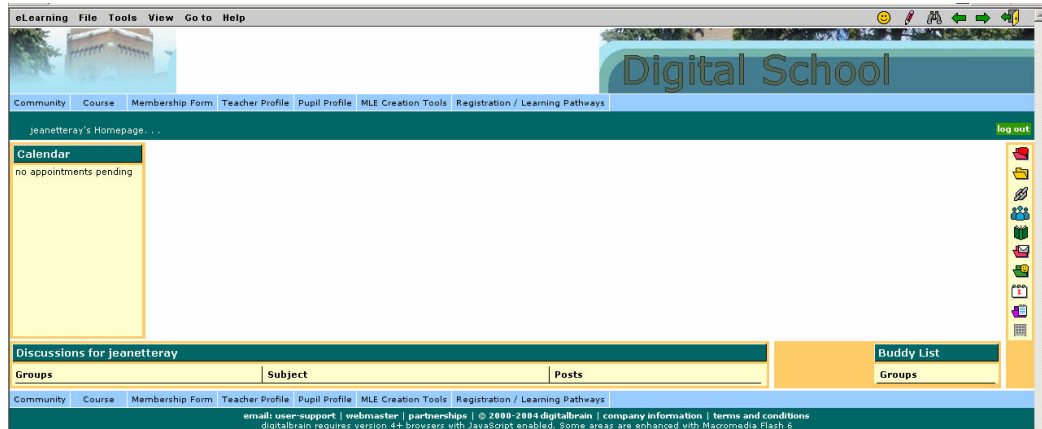 eLearning File Tools View Go to Help
Digital School
Community Course Membership Form Teacher Profile Pupil Profile MLE Creation Tools Registration / Learning Pathways
jeanetteray's Homepage. . .
log out
Calendar
no appointments pending
1
Discussions for jeanetteray
Groups Subject Posts
Buddy List
Groups
Community Course Membership Form Teacher Profile Pupil Profile MLE Creation Tools Registration / Learning Pathways
email: user-support | webmaster | partnerships | © 2000-2004 digitalbrain | company information | terms and conditions
digitalbrain requires version 4+ browsers with JavaScript enabled. Some areas are enhanced with Macromedia Flash 6